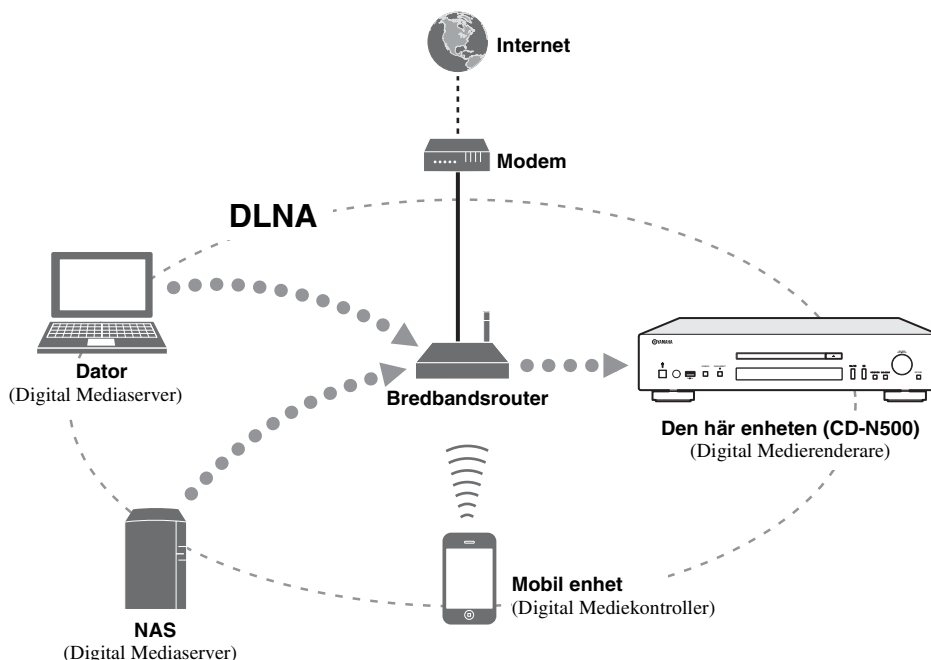 Internet
Modem
DLNA
YAMAHA
Dator
(Digital Mediaserver)
Bredbandsrouter
Den här enheten (CD-N500)
(Digital Medierenderare)
Mobil enhet
(Digital Mediekontroller)
NAS
(Digital Mediaserver)